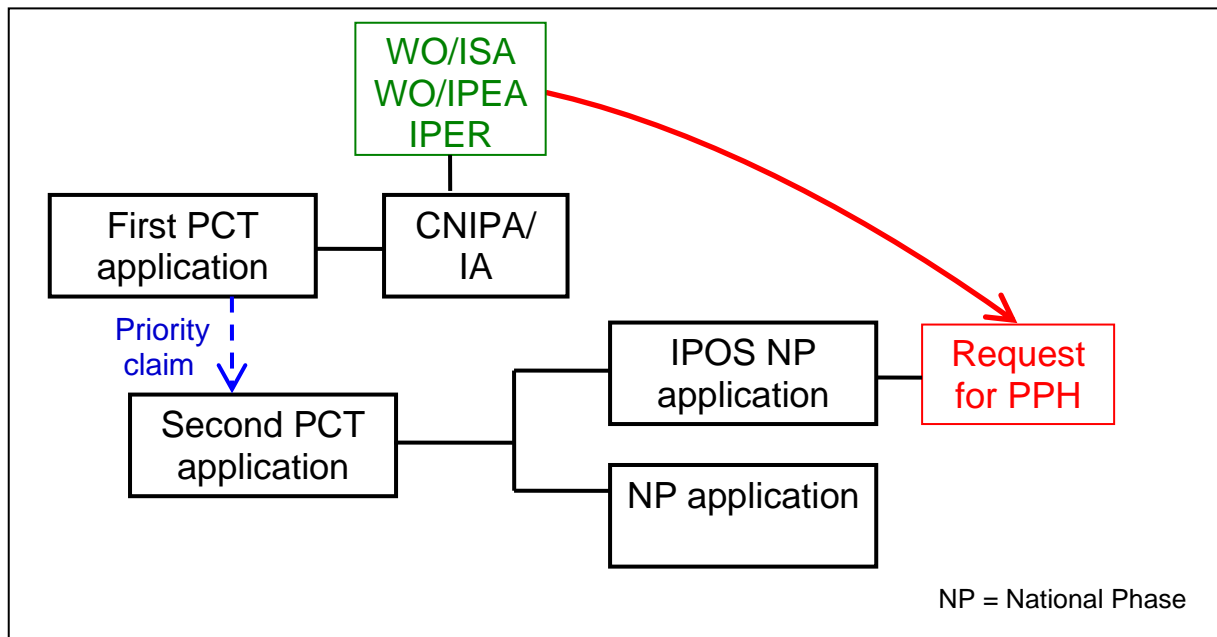 WO/ISA
WO/IPEA
IPER
First PCT
application
CNIPA/
IA
Priority
claim
IPOS NP
application
Request
for PPH
Second PCT
application
NP application
NP = National Phase